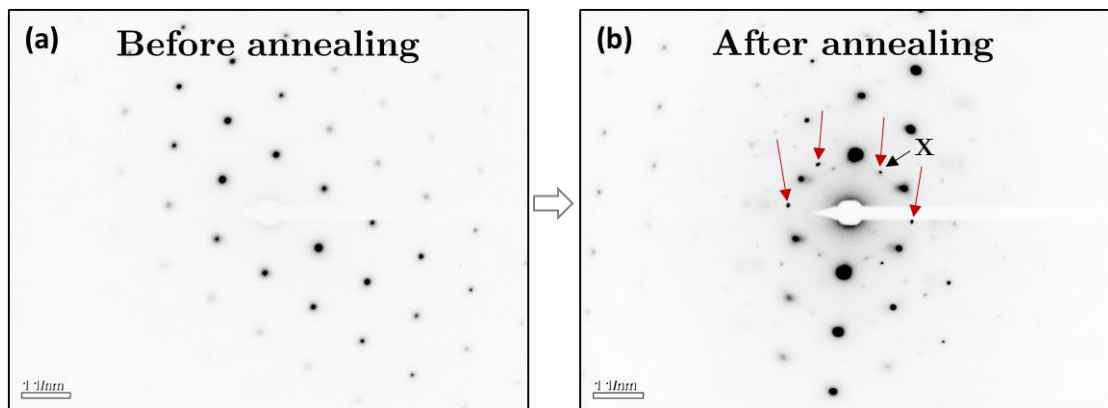 (a)
Before annealing
1 1/nm
(b)
After annealing
X
1 1/nm